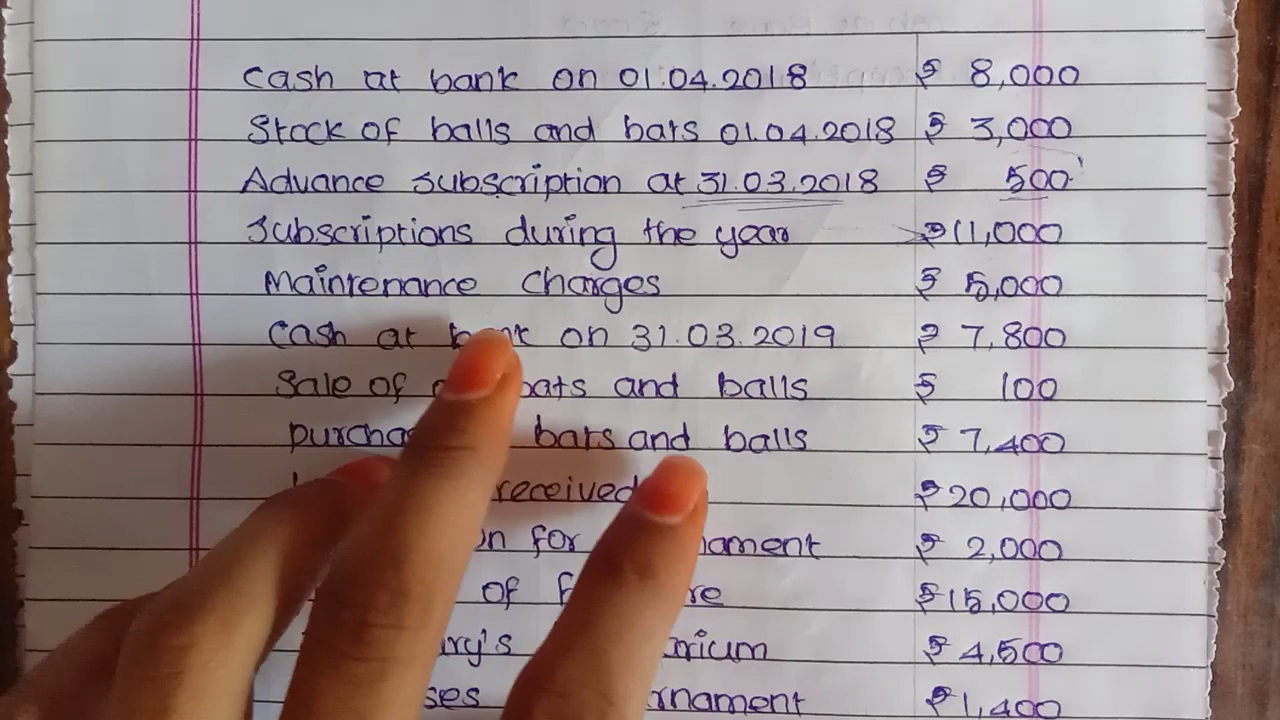 Cash at bank on 01.04.2018 $ 8,000
Stock of balls and bats 01.04.2018 $ 3,000
Advance subscription at 31.03.2018 $ 500
Subscriptions during the year $ 11,000
Maintenance charges $ 5,000
Cash at on 31.03.2019 $ 7,800
Sale of bats and balls $ 100
bats and balls $ 7,400
received $ 20,000
for $ 2,000
of $ 15,000
$ 4,500
$ 1,400